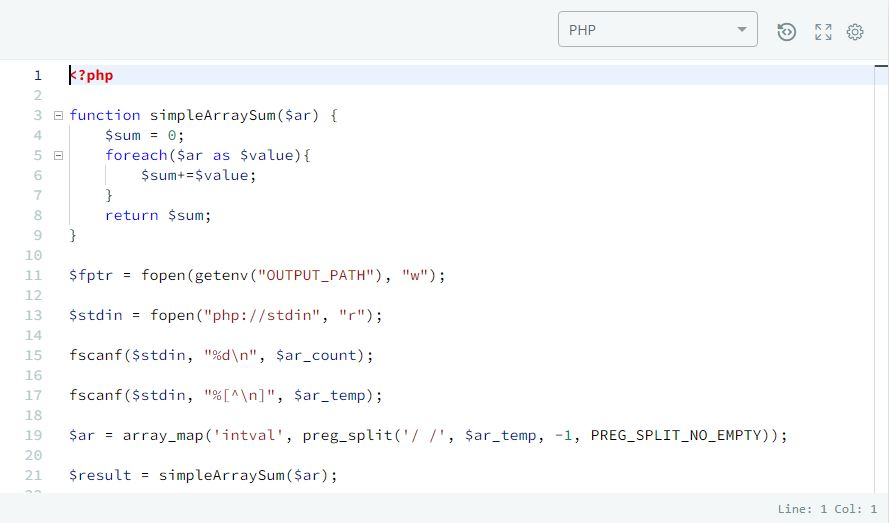 PHP
1 <?php
2
3 function simpleArraySum($ar) {
4 $sum = 0;
5 foreach($ar as $value){
6 $sum+=$value;
7 }
8 return $sum;
9 }
10
11 $fptr = fopen(getenv("OUTPUT_PATH"), "w");
12
13 $stdin = fopen("php://stdin", "r");
14
15 fscanf($stdin, "%d\n", $ar_count);
16
17 fscanf($stdin, "%[^\n]", $ar_temp);
18
19 $ar = array_map('intval', preg_split('/ /', $ar_temp, -1, PREG_SPLIT_NO_EMPTY));
20
21 $result = simpleArraySum($ar);
Line: 1 Col: 1